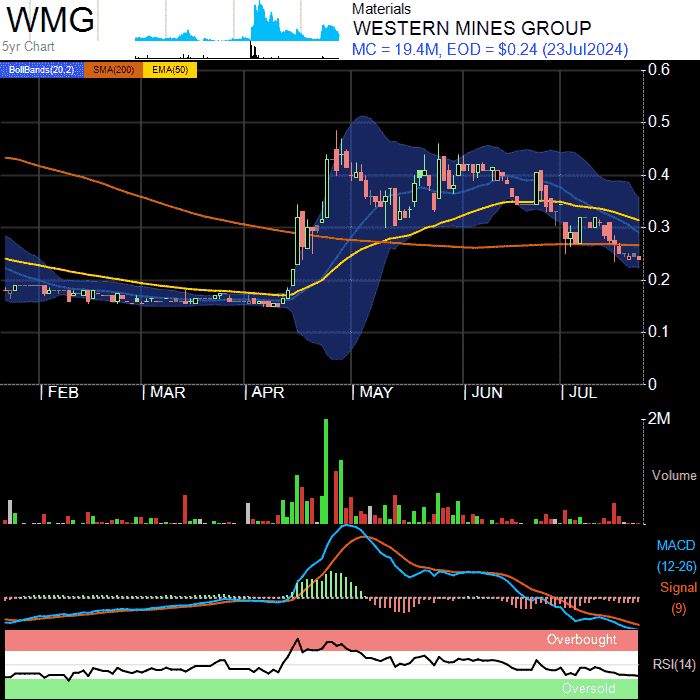 WMG
5yr Chart
Materials
WESTERN MINES GROUP
MC = 19.4M, EOD = $0.24 (23Jul2024)
BollBands(20,2) SMA(200) EMA(50)
0.6
0.5
0.4
0.3
0.2
0.1
0
FEB MAR APR MAY JUN JUL
2M
Volume
MACD
(12-26)
Signal
(9)
Overbought
RSI(14)
Oversold